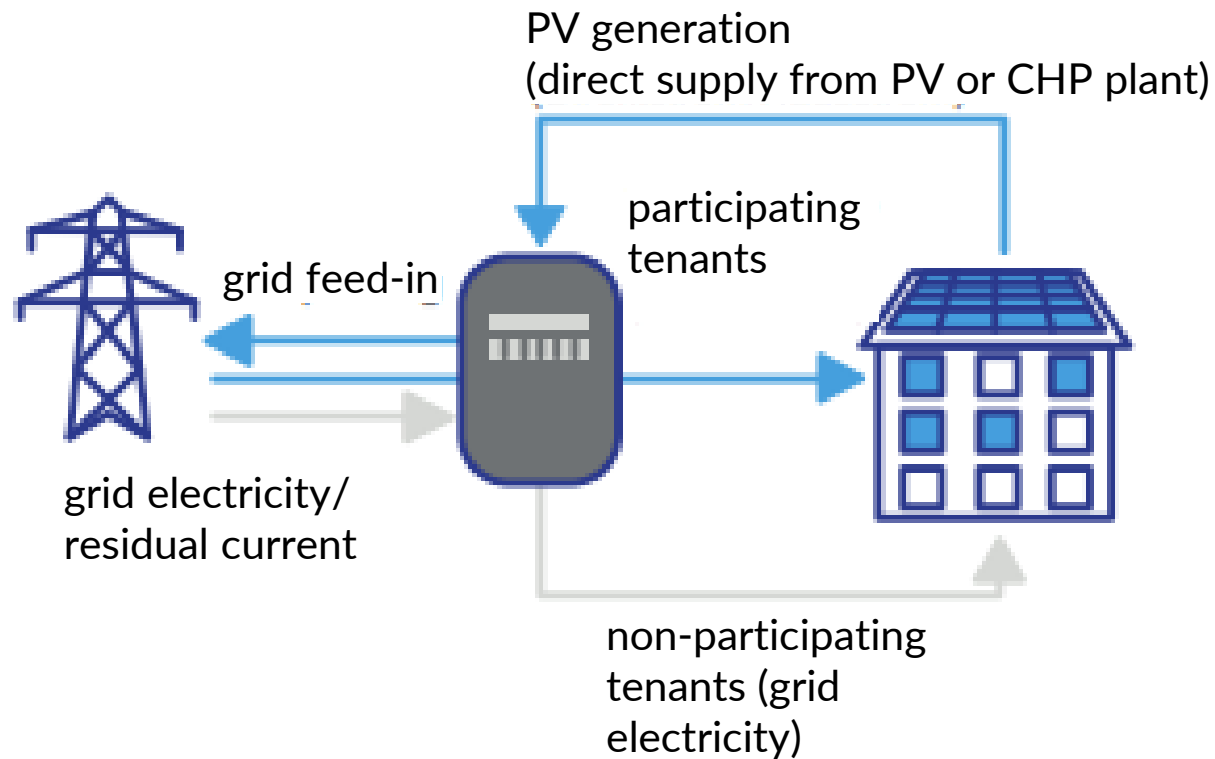 PV generation
(direct supply from PV or CHP plant)
participating
tenants
grid feed-in
grid electricity/
residual current
non-participating
tenants (grid
electricity)